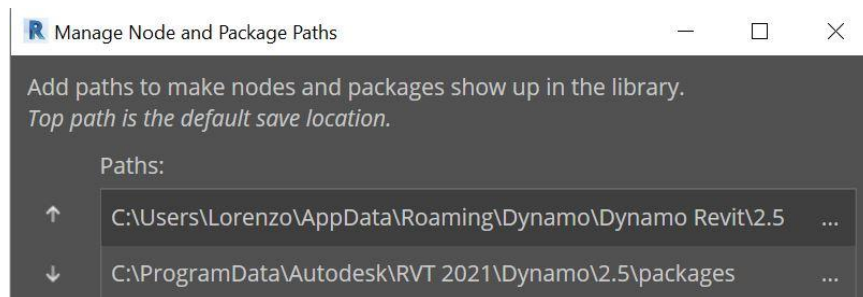 R Manage Node and Package Paths
Add paths to make nodes and packages show up in the library.
Top path is the default save location.
Paths:
C:\Users\Lorenzo\AppData\Roaming\Dynamo\Dynamo Revit\2.5 ...
C:\ProgramData\Autodesk\RVT 2021\Dynamo\2.5\packages ...